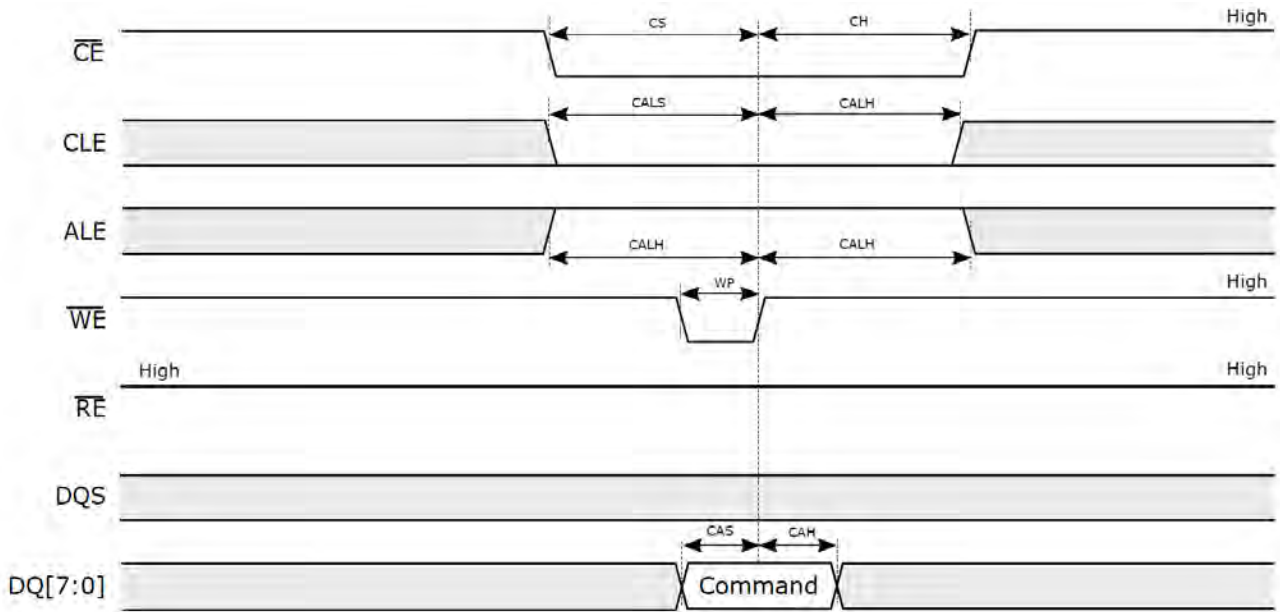 High
CE
CS
CH
CLE
CALS
CALH
ALE
CALH
CALH
WE
WP
High
RE
High
High
DQS
DQ[7:0]
CAS
CAH
Command